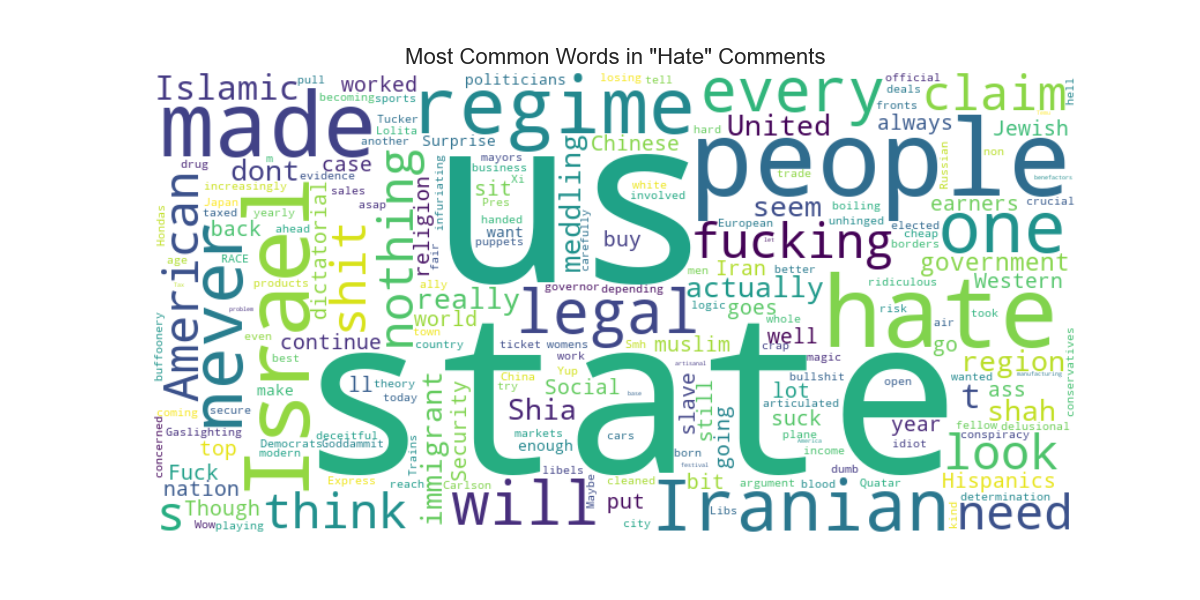 Most Common Words in "Hate" Comments
Islamic
pull
worked
politicians
losing
tell
every
official
deals
claim
hell
becoming
sports
made
regime
fronts
Tucker
Lolita
another
Surprise
hard
United
always
Jewish
Chinese
people
drug
m
dont
case
evidence
mayors
business
Xi
Pres
white
involved
trade
non
Russian
benefactors
increasingly
sales
asap
Japan
taxed
yearly
back
ahead
RACE
Hondas
American
never
Israel
dictatorial
shit
nothing
religion
fair
infuriating
sit
handed
want
puppets
us
meddling
carefully
buy
European
let
seem
boiling
unhinged
elected
cheap
borders
earners
crucial
one
fucking
government
Western
age
products
ally
governor
depending
men
Iran
better
ridiculous
actually
problem
really
world
town
country
legal
logic
goes
whole
risk
air
took
hate
go
even
best
continue
ticket
womens
work
Smh
muslim
well
crap
magic
region
manufacturing
conservatives
buffoonery
make
ll
theory
today
try
China
Yup
artisanal
Social
base
bullshit
open
wanted
t
ass
lot
articulated
suck
slave
still
state
coming
secure
Shia
year
shah
fellow
delusional
conspiracy
concerned
Gaslighting
top
Democrats
deceitful
Goddammit
modern
Trains
immigrant
Security
markets
enough
cars
born
going
plane
America
income
idiot
look
Fuck
nation
Express
reach
Carlson
libels
festival
cleaned
bit
argument
blood
dumb
Quatar
Hispanics
s
Though
Wow
playing
think
will
Maybe
put
city
Iranian
Libs
determination
kind
need